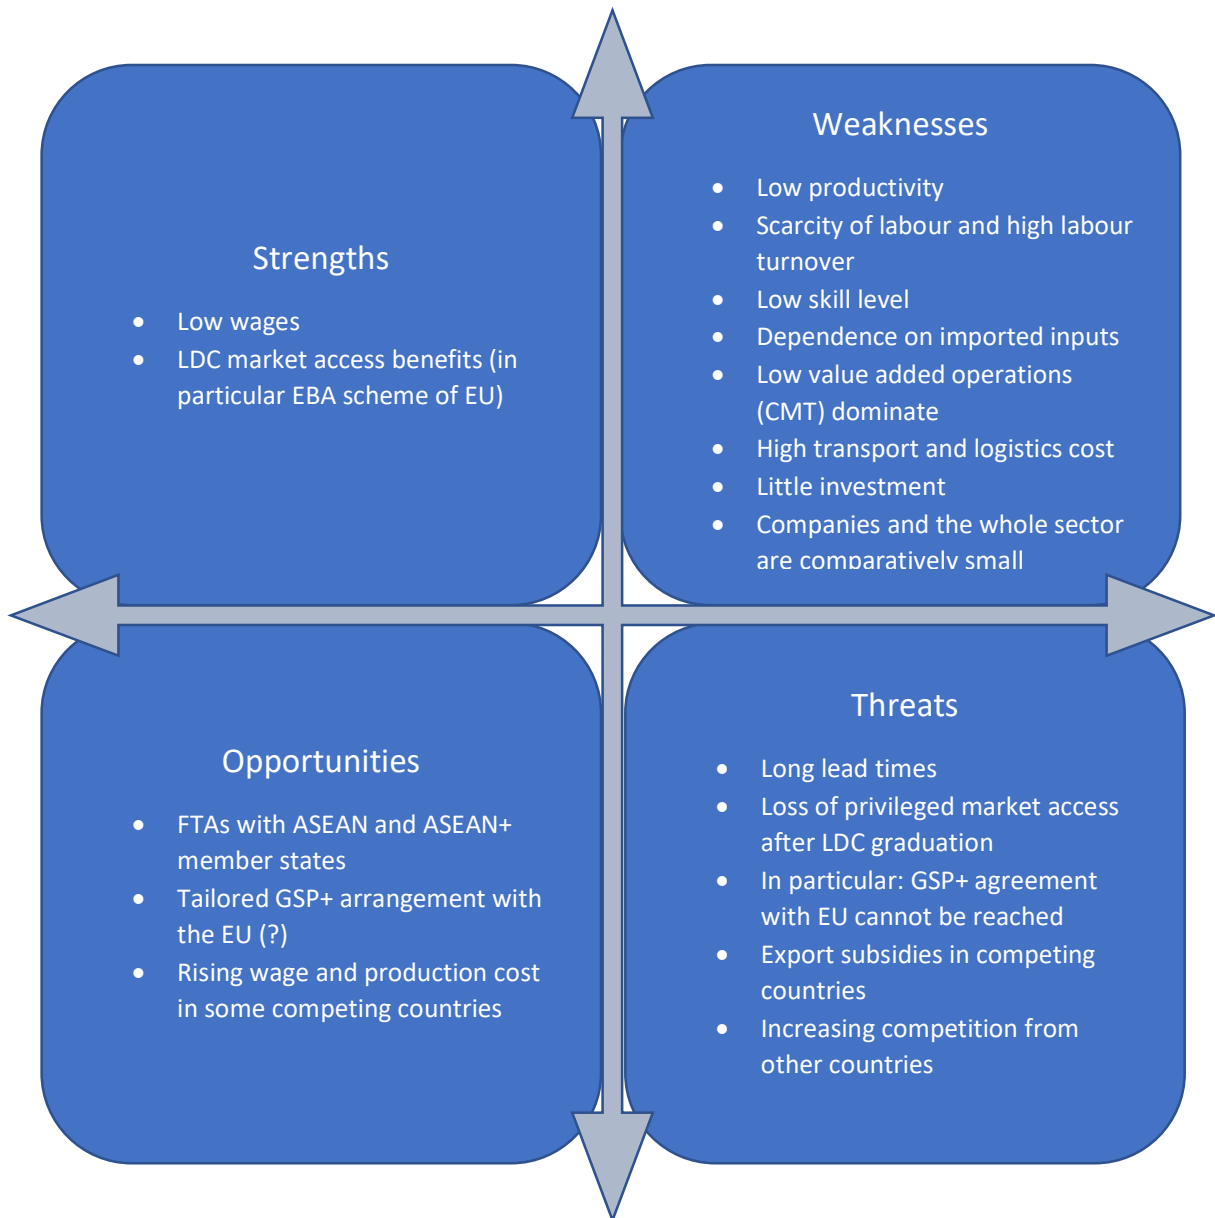 Strengths
• Low wages
• LDC market access benefits (in
particular EBA scheme of EU)
Weaknesses
• Low productivity
• Scarcity of labour and high labour
turnover
• Low skill level
• Dependence on imported inputs
• Low value added operations
(CMT) dominate
• High transport and logistics cost
• Little investment
• Companies and the whole sector
are comparatively small
Opportunities
• FTAs with ASEAN and ASEAN+
member states
• Tailored GSP+ arrangement with
the EU (?)
• Rising wage and production cost
in some competing countries
Threats
• Long lead times
• Loss of privileged market access
after LDC graduation
• In particular: GSP+ agreement
with EU cannot be reached
• Export subsidies in competing
countries
• Increasing competition from
other countries